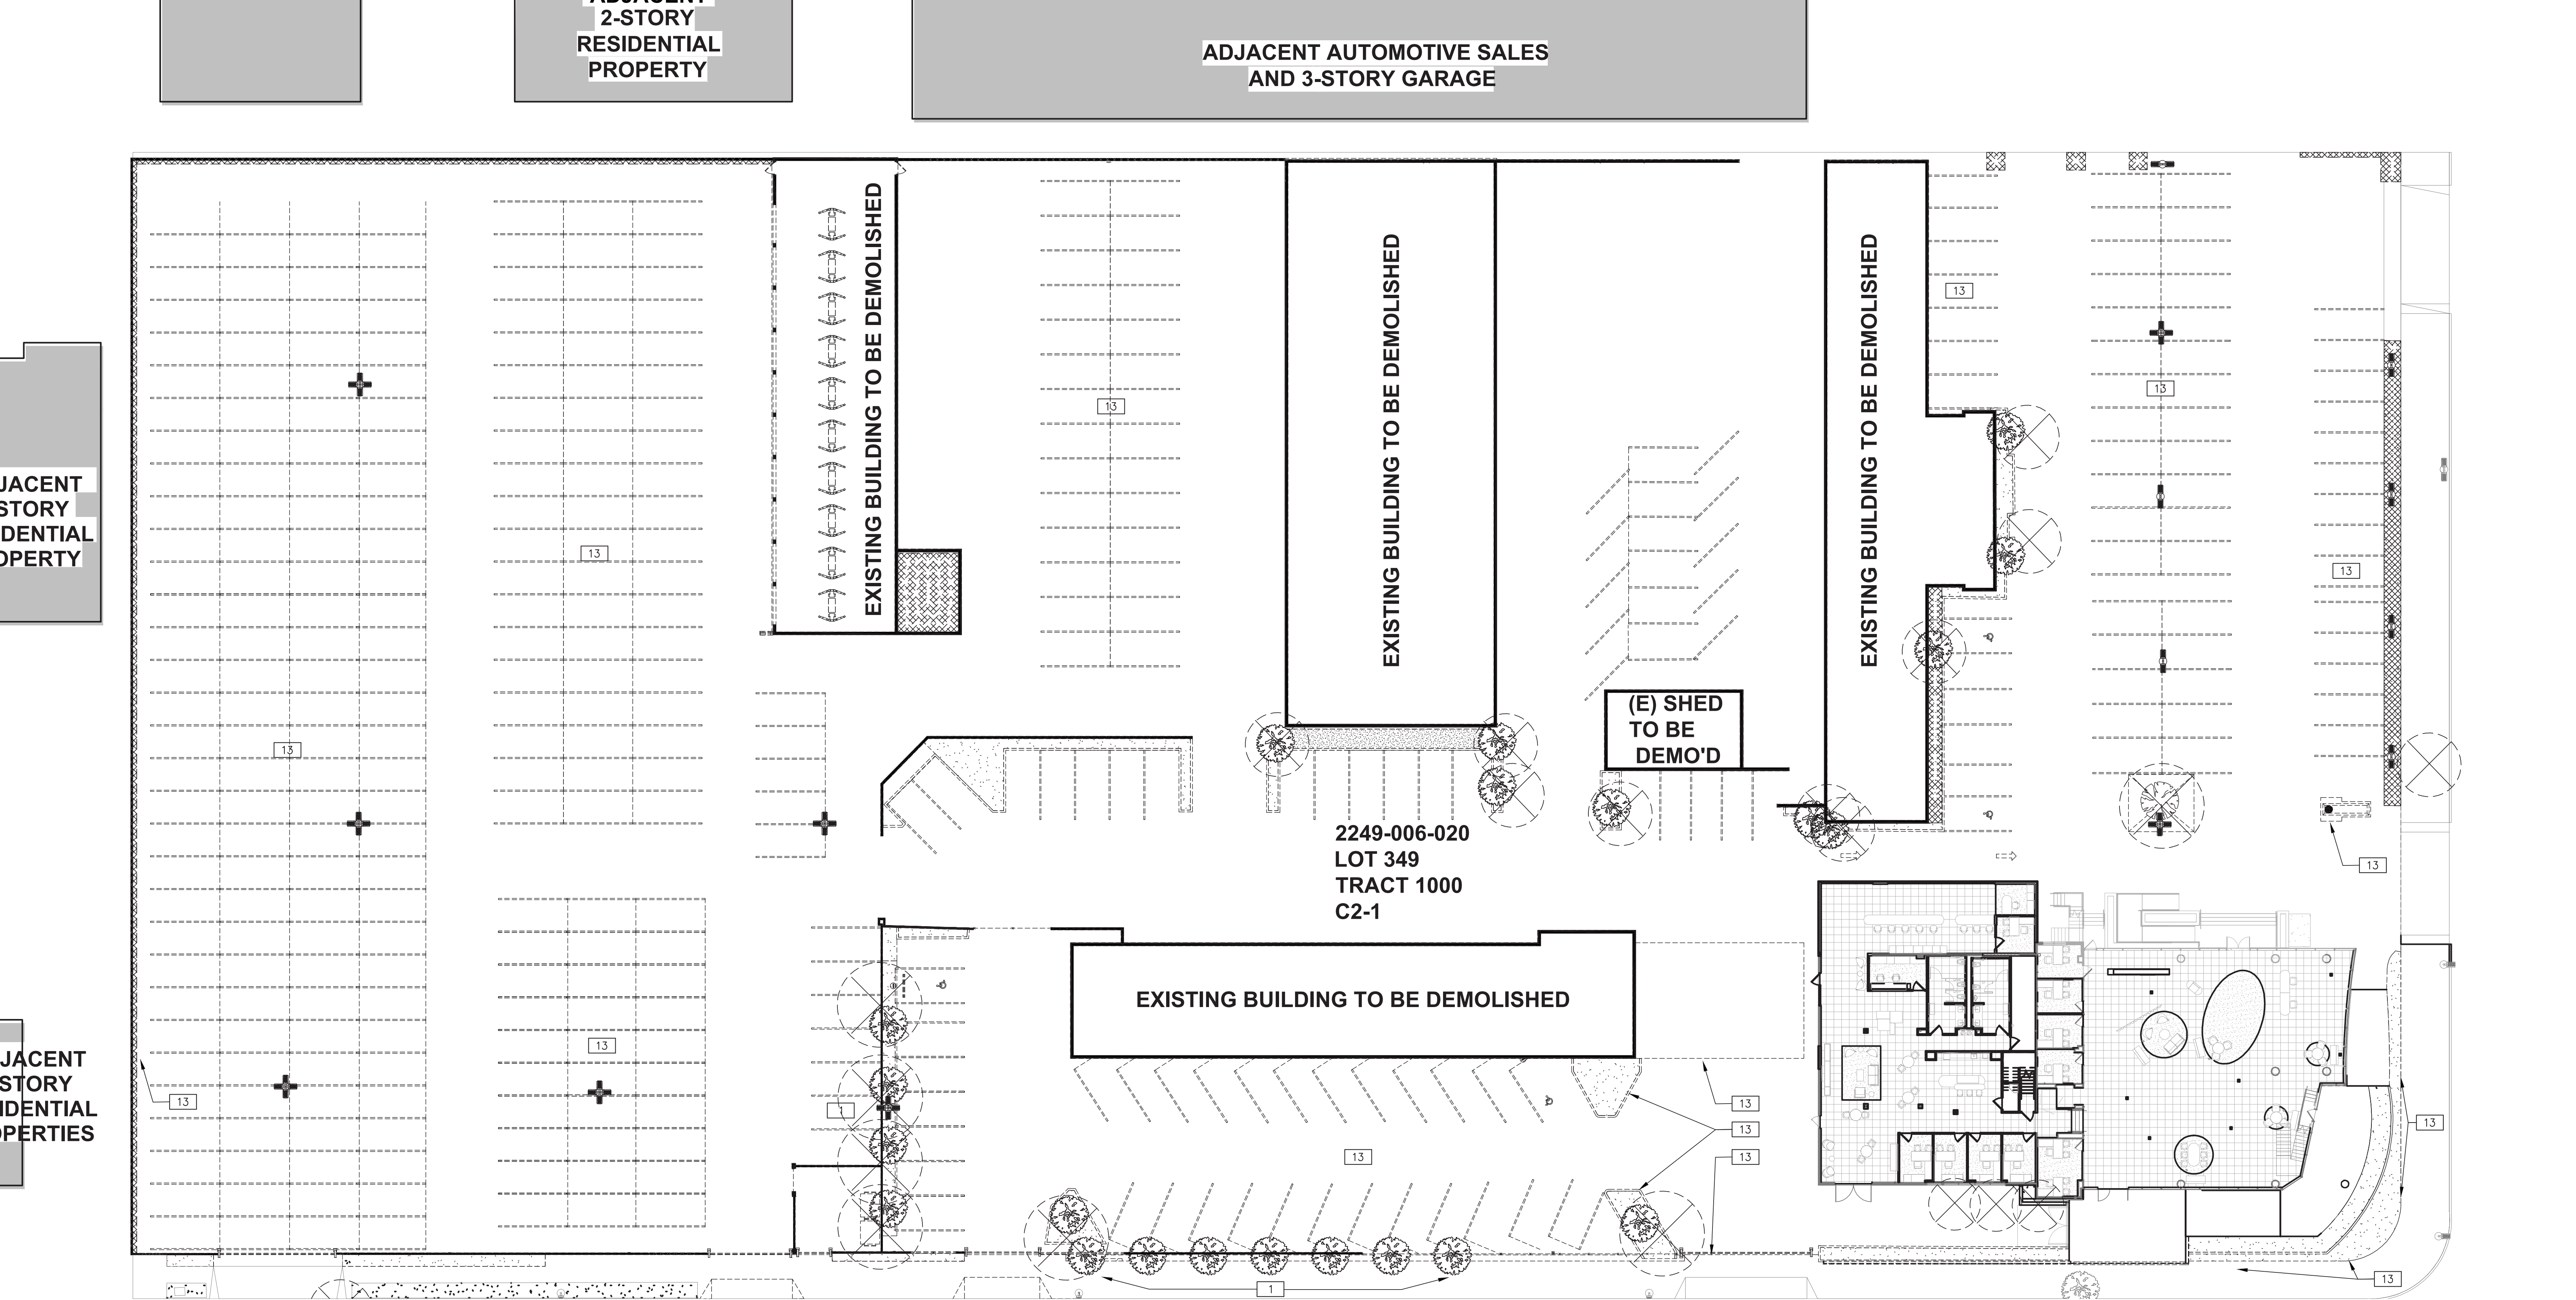 ADJACENT
2-STORY
RESIDENTIAL
PROPERTY
ADJACENT AUTOMOTIVE SALES
AND 3-STORY GARAGE
EXISTING BUILDING TO BE DEMOLISHED
EXISTING BUILDING TO BE DEMOLISHED
EXISTING BUILDING TO BE DEMOLISHED
13
13
13
JACENT
STORY
DENTIAL
OPERTY
13
13
(E) SHED
TO BE
DEMO'D
13
2249-006-020
LOT 349
TRACT 1000
C2-1
13
EXISTING BUILDING TO BE DEMOLISHED
13
JACENT
STORY
IDENTIAL
OPERTIES
13
1
13
13
13
13
13
13
1